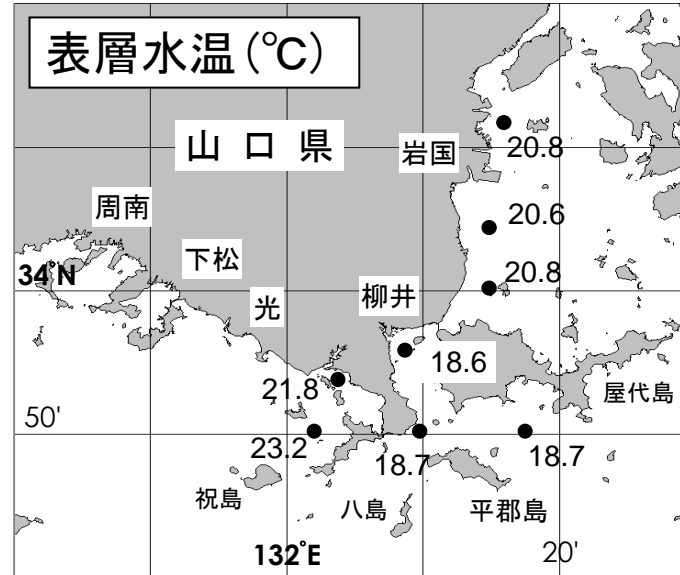 表層水温(℃)
山口県
岩国
20.8
周南
20.6
下松
34°N
20.8
光
柳井
18.6
21.8
屋代島
50'
23.2
18.7
18.7
祝島
八島
平郡島
132°E
20'